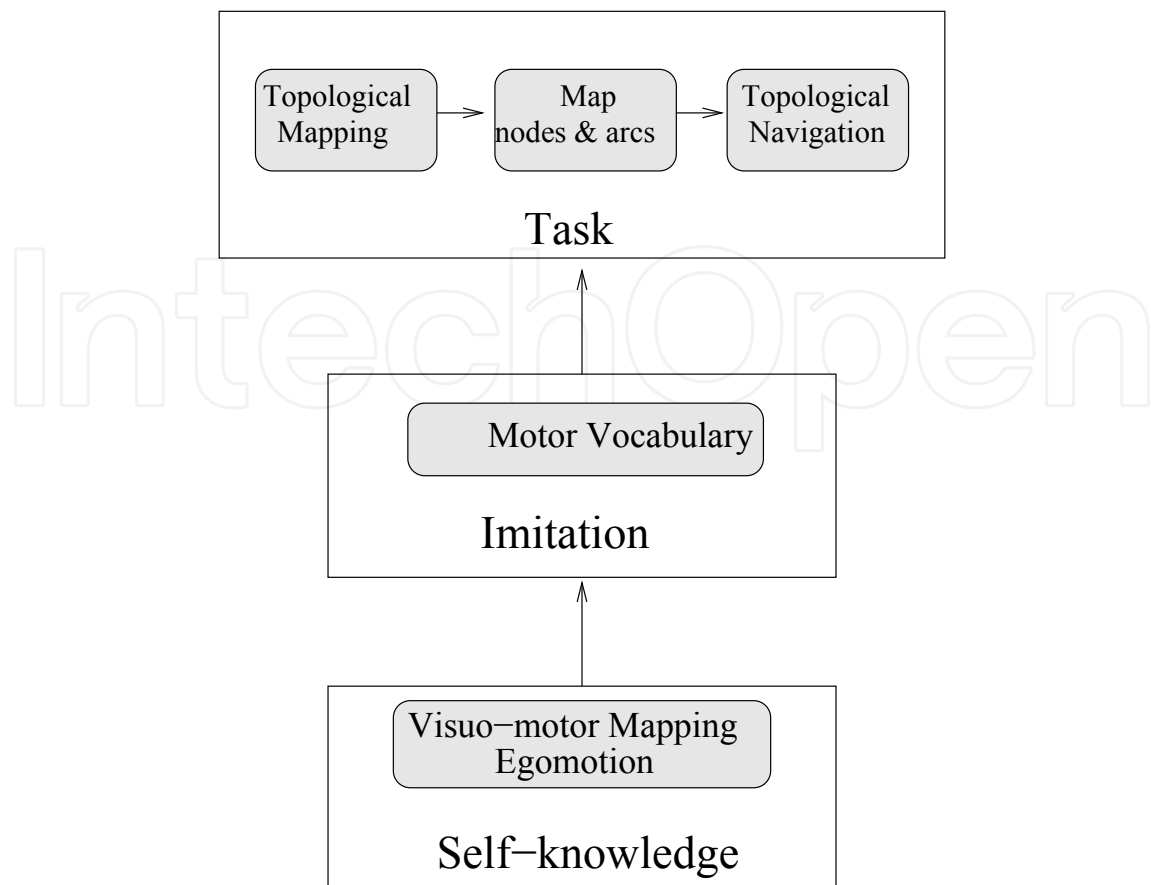 Topological
Mapping
Map
nodes & arcs
Topological
Navigation
Task
IntechOpen
Motor Vocabulary
Imitation
Visuo−motor Mapping
Egomotion
Self−knowledge